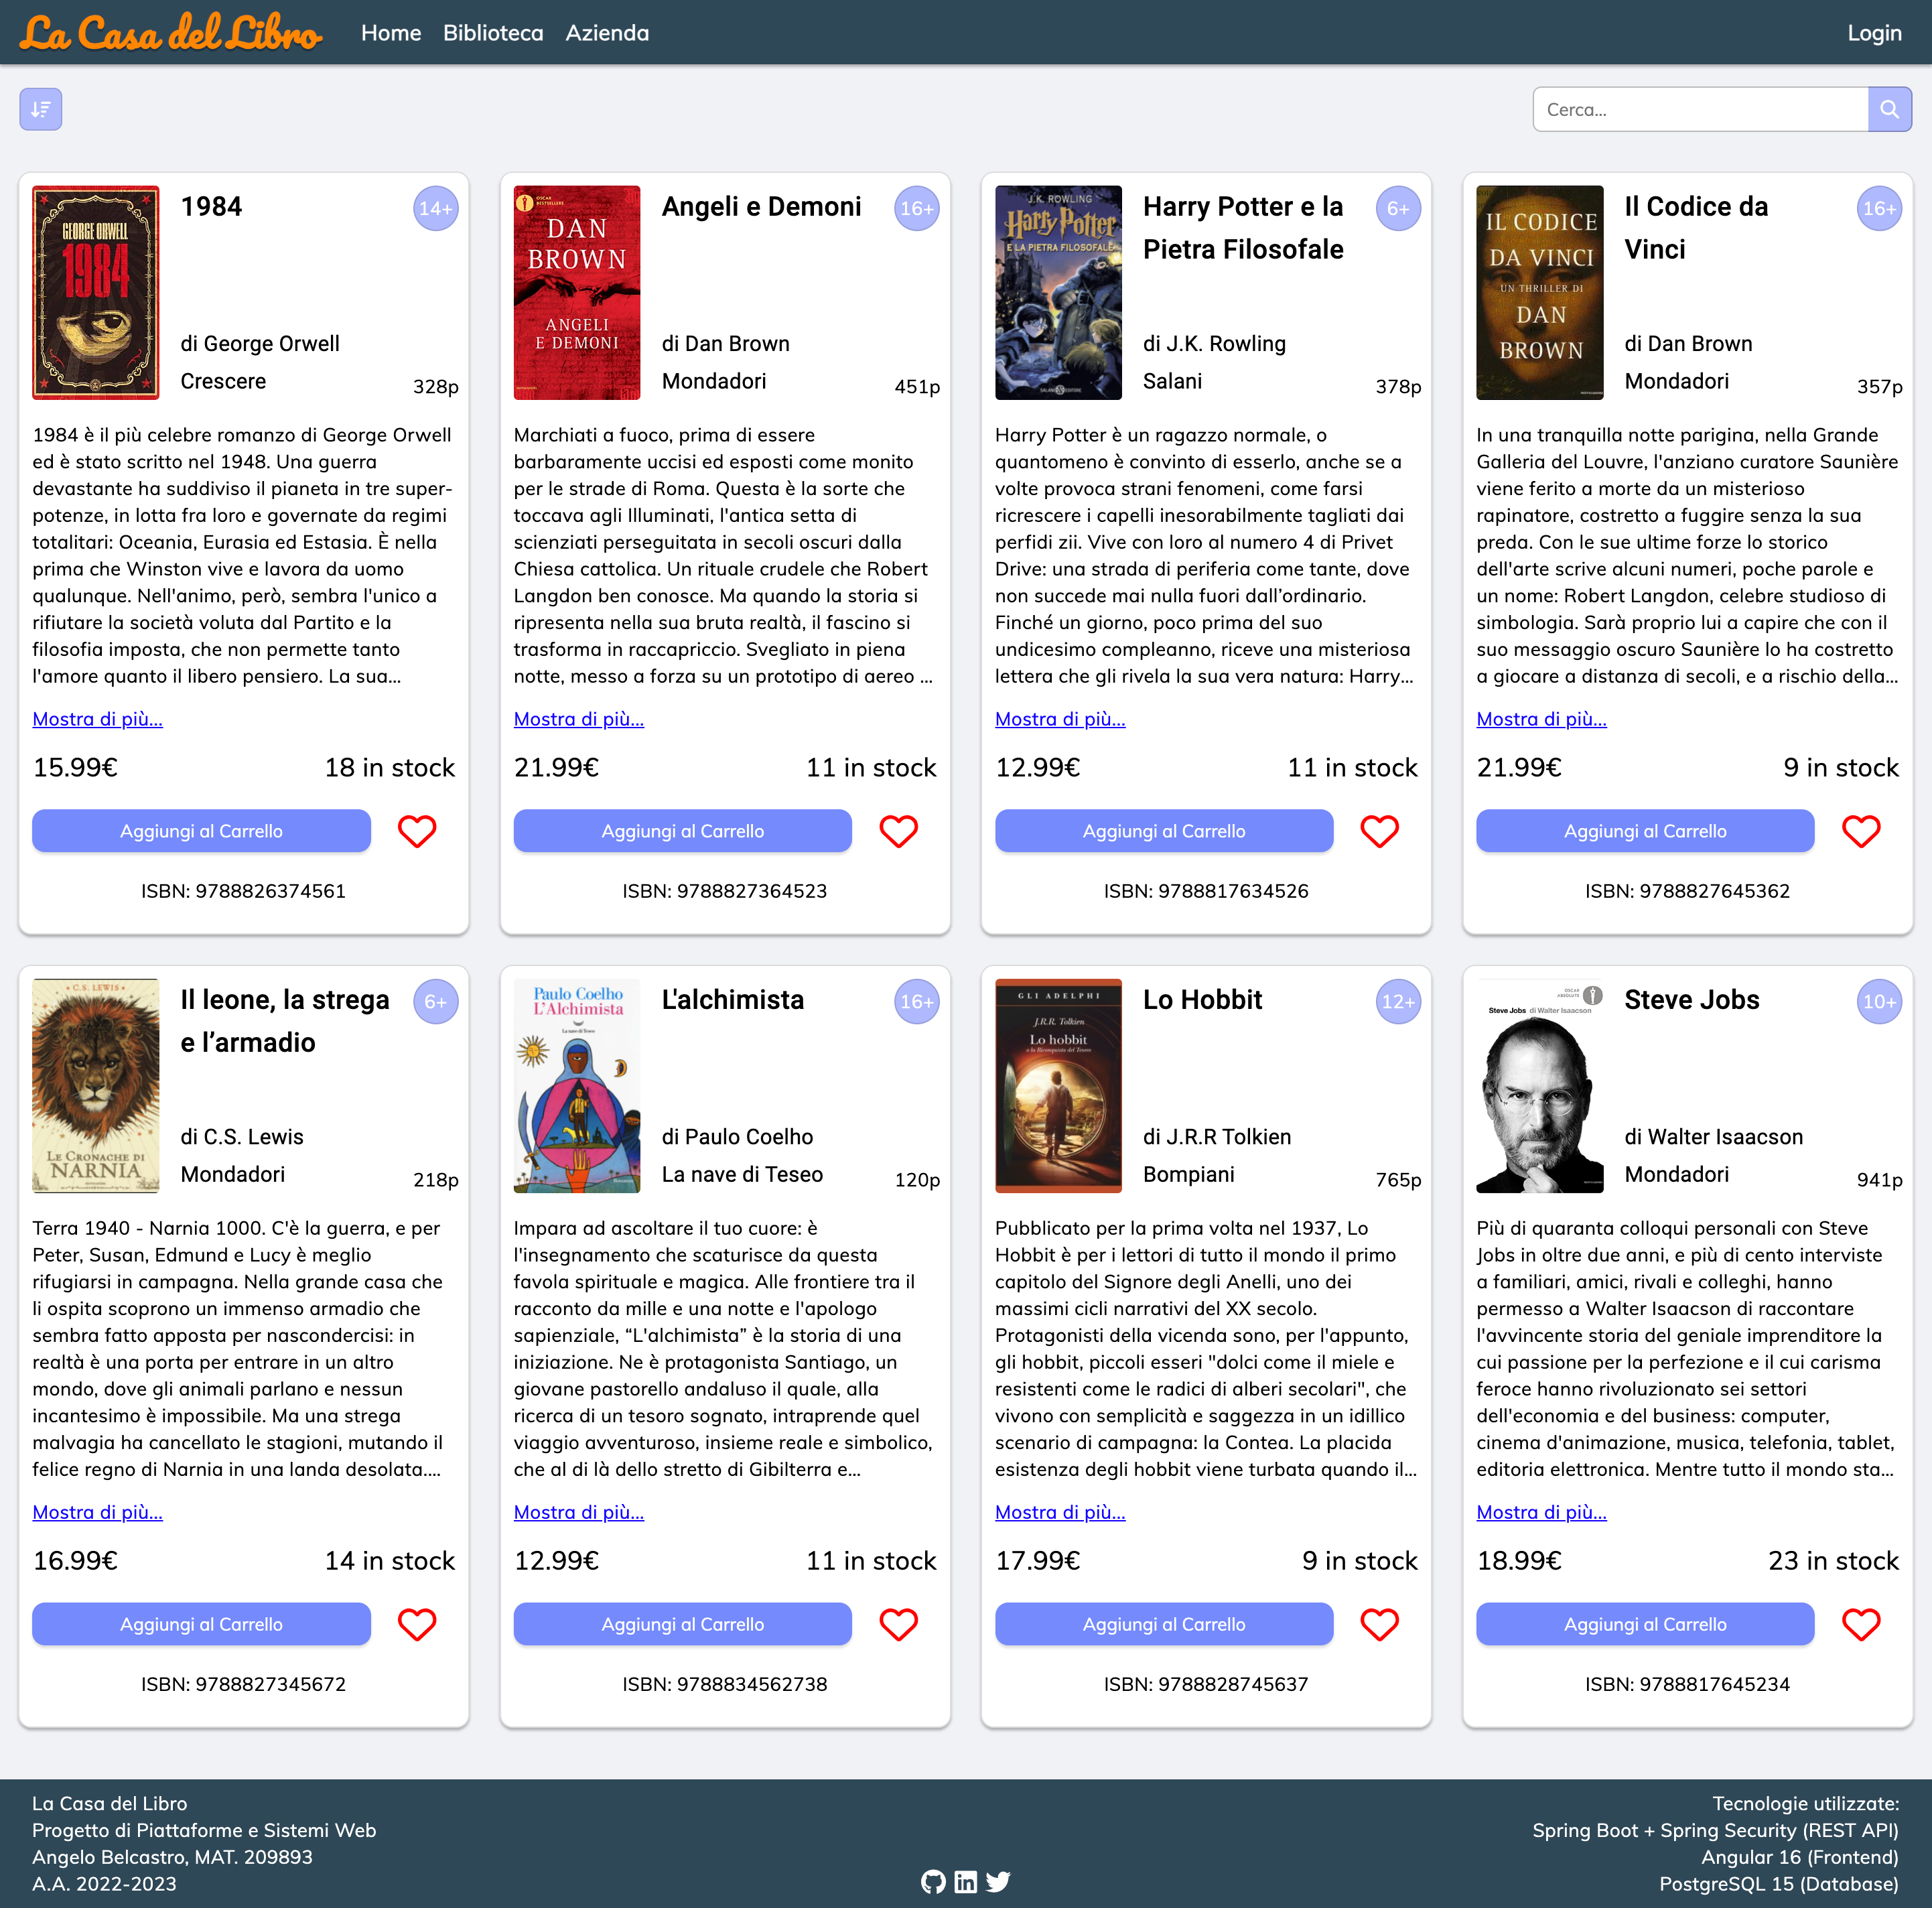 La Casa del Libro
Home
Biblioteca
Azienda
Login
Cerca...
GEORGE ORWELL
1984
1984
14+
di George Orwell
Crescere
328p
1984 è il più celebre romanzo di George Orwell
ed è stato scritto nel 1948. Una guerra
devastante ha suddiviso il pianeta in tre super-
potenze, in lotta fra loro e governate da regimi
totalitari: Oceania, Eurasia ed Estasia. È nella
prima che Winston vive e lavora da uomo
qualunque. Nell'animo, però, sembra l'unico a
rifiutare la società voluta dal Partito e la
filosofia imposta, che non permette tanto
l'amore quanto il libero pensiero. La sua...
Mostra di più...
15.99€
18 in stock
Aggiungi al Carrello
ISBN: 9788826374561
OSCAR
BESTSELLERS
DAN
BROWN
ANGELI
E DEMONI
Angeli e Demoni
16+
di Dan Brown
Mondadori
451p
Marchiati a fuoco, prima di essere
barbaramente uccisi ed esposti come monito
per le strade di Roma. Questa è la sorte che
toccava agli Illuminati, l'antica setta di
scienziati perseguitata in secoli oscuri dalla
Chiesa cattolica. Un rituale crudele che Robert
Langdon ben conosce. Ma quando la storia si
ripresenta nella sua bruta realtà, il fascino si
trasforma in raccapriccio. Svegliato in piena
notte, messo a forza su un prototipo di aereo ...
Mostra di più...
21.99€
11 in stock
Aggiungi al Carrello
ISBN: 9788827364523
J.K. ROWLING
Harry Potter
E LA PIETRA FILOSOFALE
SALANI EDITORE
Harry Potter e la
Pietra Filosofale
6+
di J.K. Rowling
Salani
378p
Harry Potter è un ragazzo normale, o
quantomeno è convinto di esserlo, anche se a
volte provoca strani fenomeni, come farsi
ricrescere i capelli inesorabilmente tagliati dai
perfidi zii. Vive con loro al numero 4 di Privet
Drive: una strada di periferia come tante, dove
non succede mai nulla fuori dall’ordinario.
Finché un giorno, poco prima del suo
undicesimo compleanno, riceve una misteriosa
lettera che gli rivela la sua vera natura: Harry...
Mostra di più...
12.99€
11 in stock
Aggiungi al Carrello
ISBN: 9788817634526
IL CODICE
DA VINCI
UN THRILLER DI
DAN
BROWN
Il Codice da
Vinci
16+
di Dan Brown
Mondadori
357p
In una tranquilla notte parigina, nella Grande
Galleria del Louvre, l'anziano curatore Saunière
viene ferito a morte da un misterioso
rapinatore, costretto a fuggire senza la sua
preda. Con le sue ultime forze lo storico
dell'arte scrive alcuni numeri, poche parole e
un nome: Robert Langdon, celebre studioso di
simbologia. Sarà proprio lui a capire che con il
suo messaggio oscuro Saunière lo ha costretto
a giocare a distanza di secoli, e a rischio della...
Mostra di più...
21.99€
9 in stock
Aggiungi al Carrello
ISBN: 9788827645362
C.S. LEWIS
LE CRONACHE DI
NARNIA
Il leone, la strega
e l’armadio
6+
di C.S. Lewis
Mondadori
218p
Terra 1940 - Narnia 1000. C'è la guerra, e per
Peter, Susan, Edmund e Lucy è meglio
rifugiarsi in campagna. Nella grande casa che
li ospita scoprono un immenso armadio che
sembra fatto apposta per nascondercisi: in
realtà è una porta per entrare in un altro
mondo, dove gli animali parlano e nessun
incantesimo è impossibile. Ma una strega
malvagia ha cancellato le stagioni, mutando il
felice regno di Narnia in una landa desolata....
Mostra di più...
16.99€
14 in stock
Aggiungi al Carrello
ISBN: 9788827345672
Paulo Coelho
L'Alchimista
La nave di Teseo
L'alchimista
16+
di Paulo Coelho
La nave di Teseo
120p
Impara ad ascoltare il tuo cuore: è
l'insegnamento che scaturisce da questa
favola spirituale e magica. Alle frontiere tra il
racconto da mille e una notte e l'apologo
sapienziale, “L'alchimista” è la storia di una
iniziazione. Ne è protagonista Santiago, un
giovane pastorello andaluso il quale, alla
ricerca di un tesoro sognato, intraprende quel
viaggio avventuroso, insieme reale e simbolico,
che al di là dello stretto di Gibilterra e...
Mostra di più...
12.99€
11 in stock
Aggiungi al Carrello
ISBN: 9788834562738
GLI ADELPHI
J.R.R. Tolkien
Lo hobbit
o la Riconquista del Tesoro
Lo Hobbit
12+
di J.R.R Tolkien
Bompiani
765p
Pubblicato per la prima volta nel 1937, Lo
Hobbit è per i lettori di tutto il mondo il primo
capitolo del Signore degli Anelli, uno dei
massimi cicli narrativi del XX secolo.
Protagonisti della vicenda sono, per l'appunto,
gli hobbit, piccoli esseri "dolci come il miele e
resistenti come le radici di alberi secolari", che
vivono con semplicità e saggezza in un idillico
scenario di campagna: la Contea. La placida
esistenza degli hobbit viene turbata quando il...
Mostra di più...
17.99€
9 in stock
Aggiungi al Carrello
ISBN: 9788828745637
OSCAR
ABSOLUTE
Steve Jobs di Walter Isaacson
Steve Jobs
10+
di Walter Isaacson
Mondadori
941p
Più di quaranta colloqui personali con Steve
Jobs in oltre due anni, e più di cento interviste
a familiari, amici, rivali e colleghi, hanno
permesso a Walter Isaacson di raccontare
l'avvincente storia del geniale imprenditore la
cui passione per la perfezione e il cui carisma
feroce hanno rivoluzionato sei settori
dell'economia e del business: computer,
cinema d'animazione, musica, telefonia, tablet,
editoria elettronica. Mentre tutto il mondo sta...
Mostra di più...
18.99€
23 in stock
Aggiungi al Carrello
ISBN: 9788817645234
La Casa del Libro
Progetto di Piattaforme e Sistemi Web
Angelo Belcastro, MAT. 209893
A.A. 2022-2023
Tecnologie utilizzate:
Spring Boot + Spring Security (REST API)
Angular 16 (Frontend)
PostgreSQL 15 (Database)